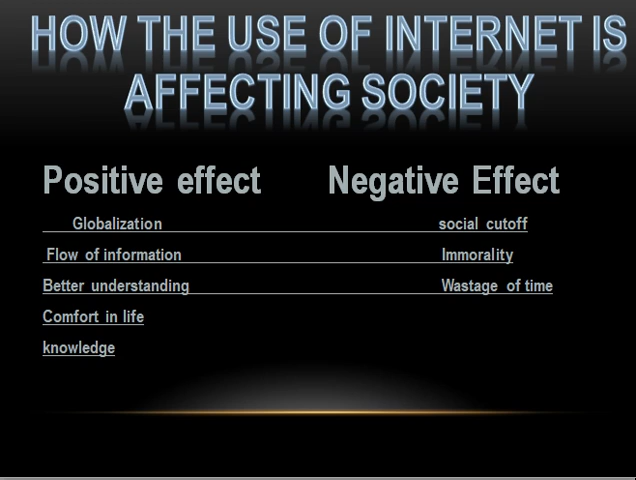 HOW THE USE OF INTERNET IS
AFFECTING SOCIETY
Positive effect Negative Effect
Globalization social cutoff
Flow of information Immorality
Better understanding Wastage of time
Comfort in life
knowledge